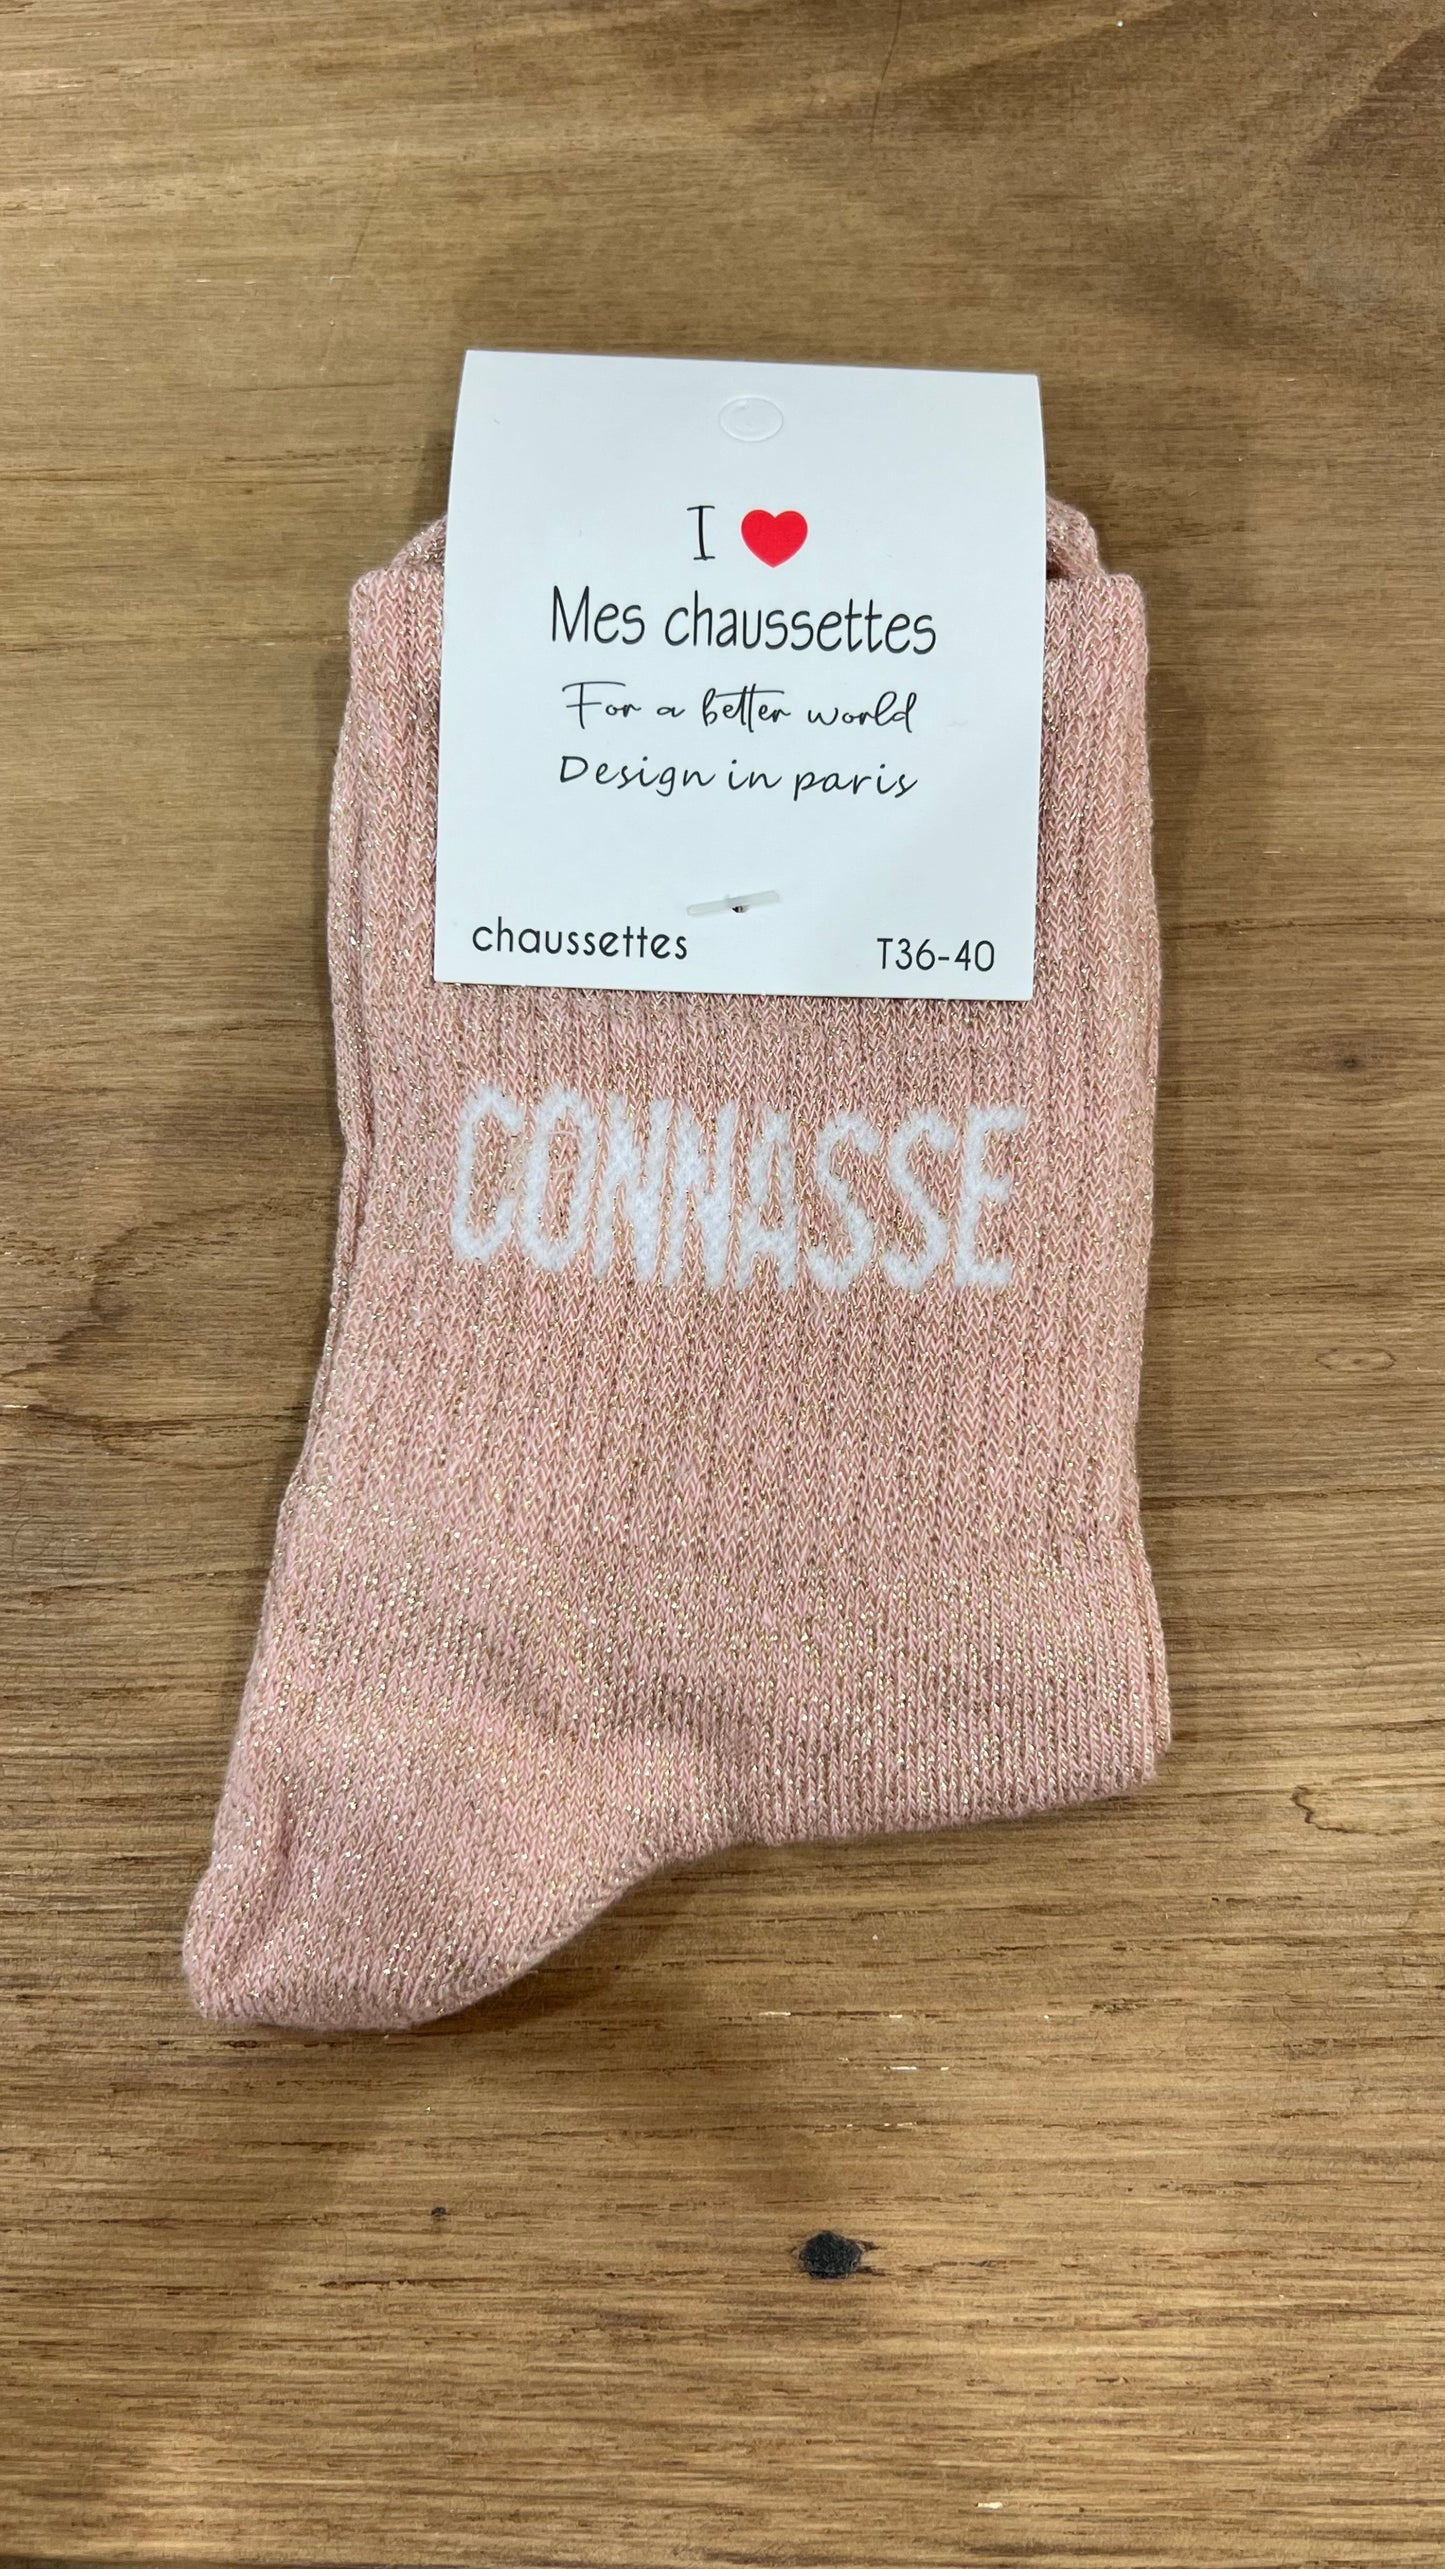 I ❤
Mes chaussettes
For a better world
Design in paris
chaussettes T36-40
CONNASSE